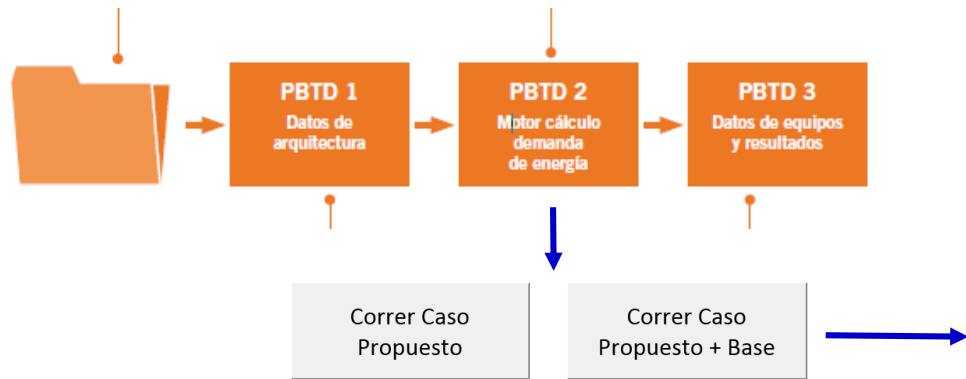 PBTD 1
Datos de
arquitectura
PBTD 2
Motor cálculo
demanda
de energía
PBTD 3
Datos de equipos
y resultados
Correr Caso
Propuesto
Correr Caso
Propuesto + Base